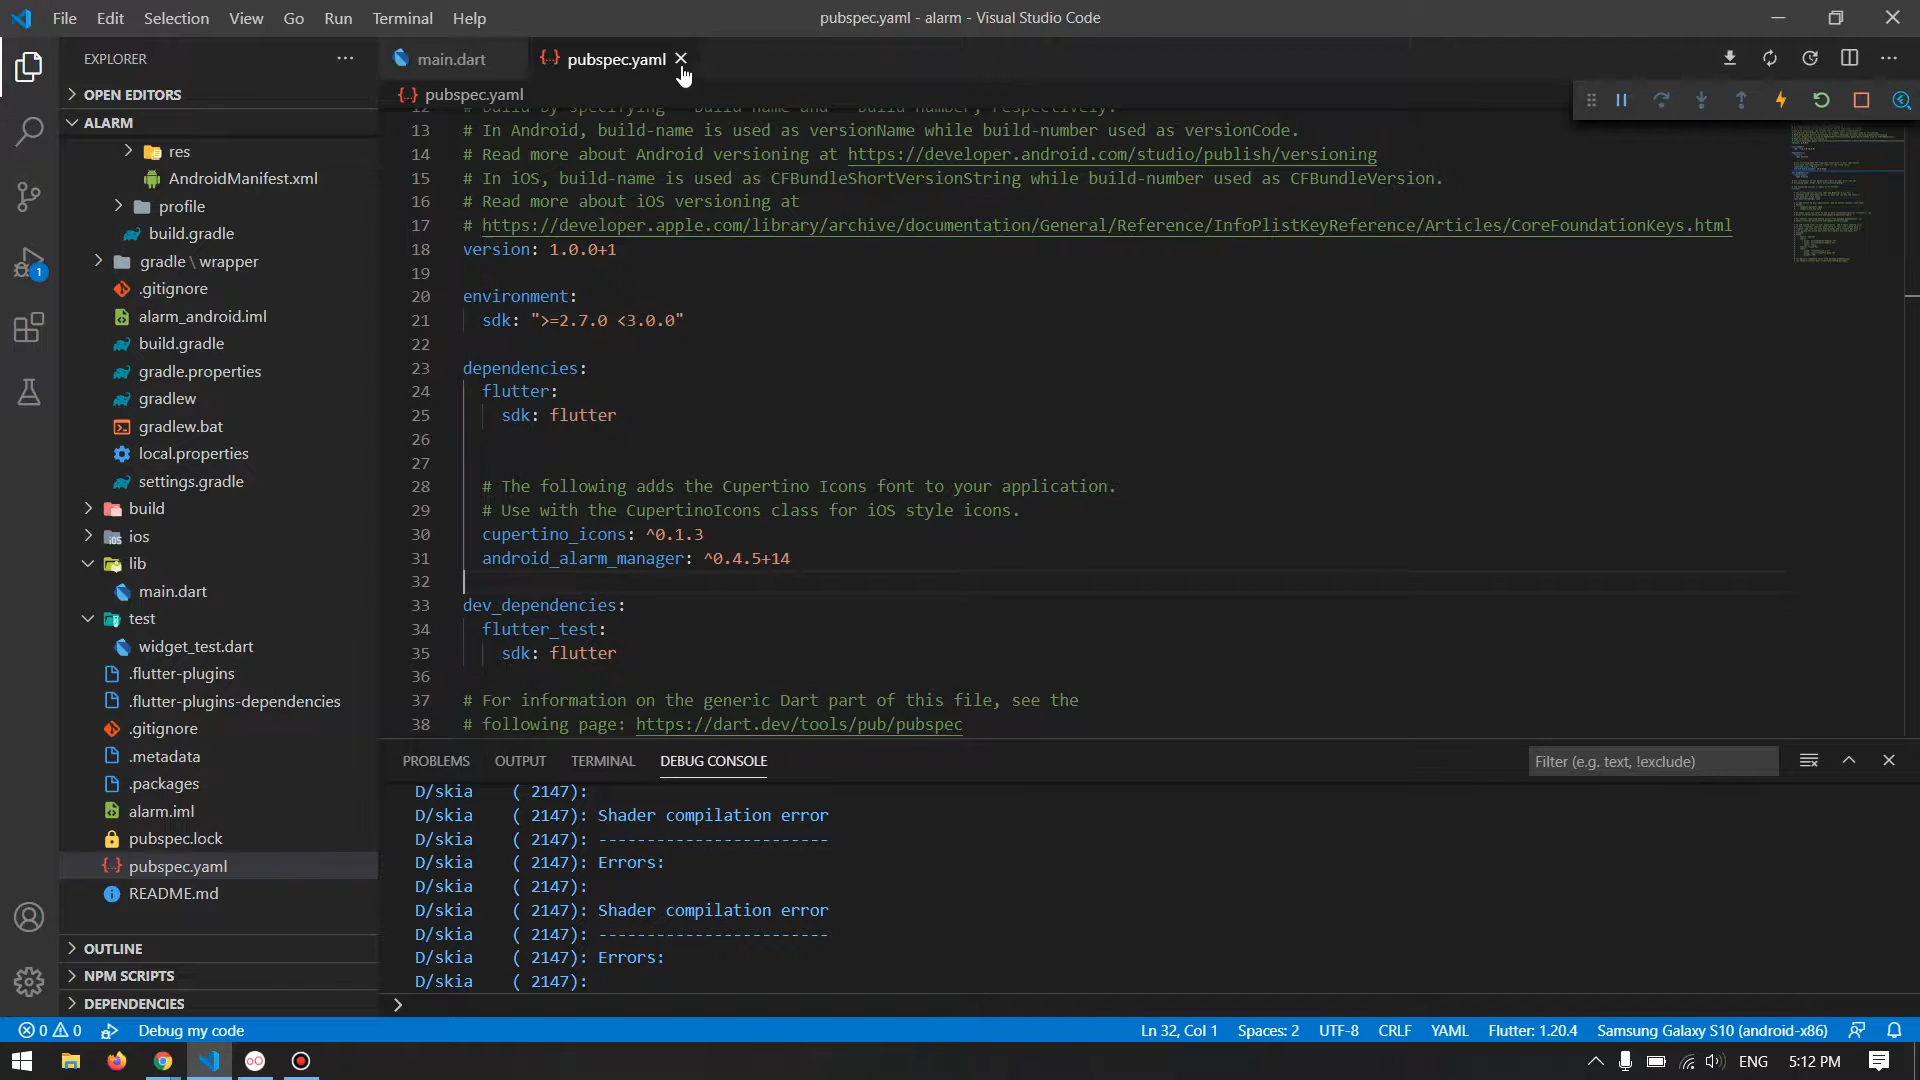 File Edit Selection View Go Run Terminal Help
pubspec.yaml - alarm - Visual Studio Code
EXPLORER
OPEN EDITORS
ALARM
res
AndroidManifest.xml
profile
build.gradle
gradle \ wrapper
.gitignore
alarm_android.iml
build.gradle
gradle.properties
gradlew
gradlew.bat
local.properties
settings.gradle
build
ios
lib
main.dart
test
widget_test.dart
.flutter-plugins
.flutter-plugins-dependencies
.gitignore
.metadata
.packages
alarm.iml
pubspec.lock
pubspec.yaml
README.md
OUTLINE
NPM SCRIPTS
DEPENDENCIES
main.dart
pubspec.yaml
pubspec.yaml
12 # build by specifying --build-name and --build-number, respectively.
13 # In Android, build-name is used as versionName while build-number used as versionCode.
14 # Read more about Android versioning at https://developer.android.com/studio/publish/versioning
15 # In iOS, build-name is used as CFBundleShortVersionString while build-number used as CFBundleVersion.
16 # Read more about iOS versioning at
17 # https://developer.apple.com/library/archive/documentation/General/Reference/InfoPlistKeyReference/Articles/CoreFoundationKeys.html
18 version: 1.0.0+1
19
20 environment:
21 sdk: ">=2.7.0 <3.0.0"
22
23 dependencies:
24 flutter:
25 sdk: flutter
26
27
28 # The following adds the Cupertino Icons font to your application.
29 # Use with the CupertinoIcons class for iOS style icons.
30 cupertino_icons: ^0.1.3
31 android_alarm_manager: ^0.4.5+14
32
33 dev_dependencies:
34 flutter_test:
35 sdk: flutter
36
37 # For information on the generic Dart part of this file, see the
38 # following page: https://dart.dev/tools/pub/pubspec
PROBLEMS OUTPUT TERMINAL DEBUG CONSOLE
Filter (e.g. text, !exclude)
D/skia ( 2147):
D/skia ( 2147): Shader compilation error
D/skia ( 2147): ------------------------
D/skia ( 2147): Errors:
D/skia ( 2147):
D/skia ( 2147): Shader compilation error
D/skia ( 2147): ------------------------
D/skia ( 2147): Errors:
D/skia ( 2147):
1
0 0 Debug my code
Ln 32, Col 1 Spaces: 2 UTF-8 CRLF YAML Flutter: 1.20.4 Samsung Galaxy S10 (android-x86)
ENG 5:12 PM